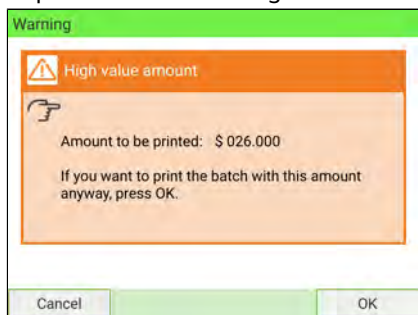 Warning
High value amount
Amount to be printed: $ 026.000
If you want to print the batch with this amount
anyway, press OK.
Cancel
OK